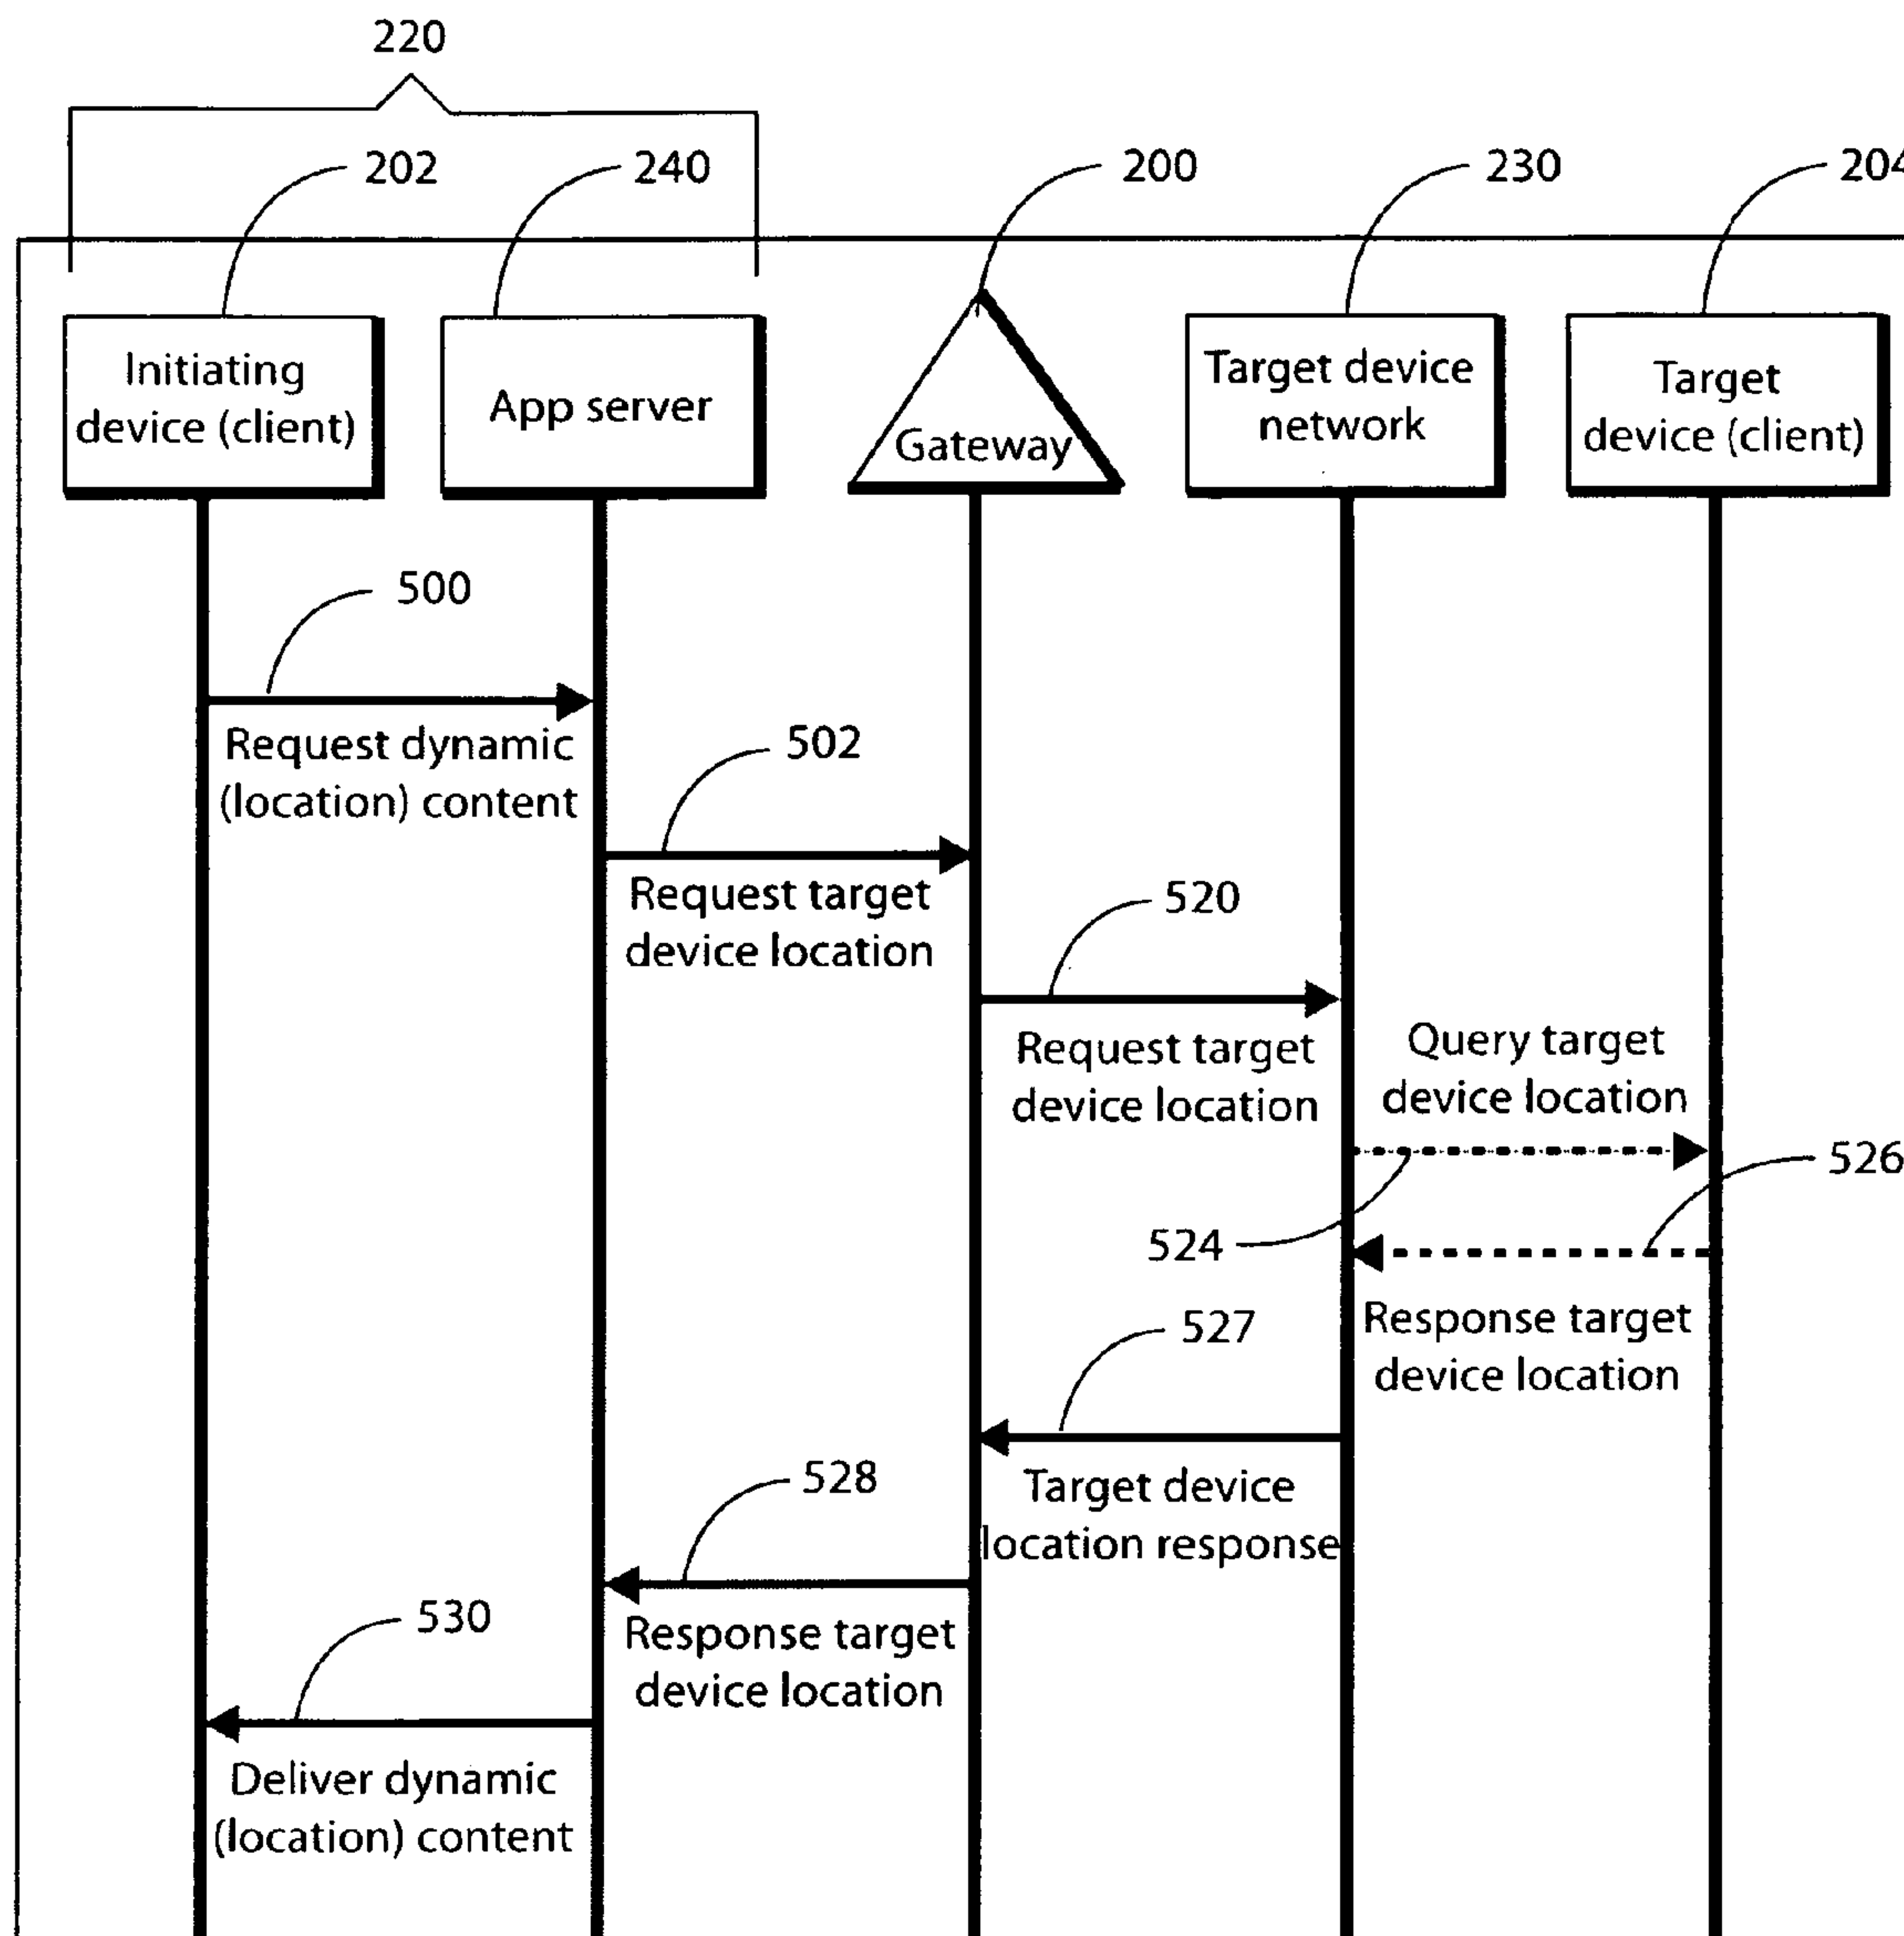 220
202
240
200
230
204
Initiating
device (client)
App server
Gateway
Target device
network
Target
device (client)
500
Request dynamic
(location) content
502
Request target
device location
520
Request target
device location
Query target
device location
526
524
Response target
device location
527
Target device
location response
528
Response target
device location
530
Deliver dynamic
(location) content